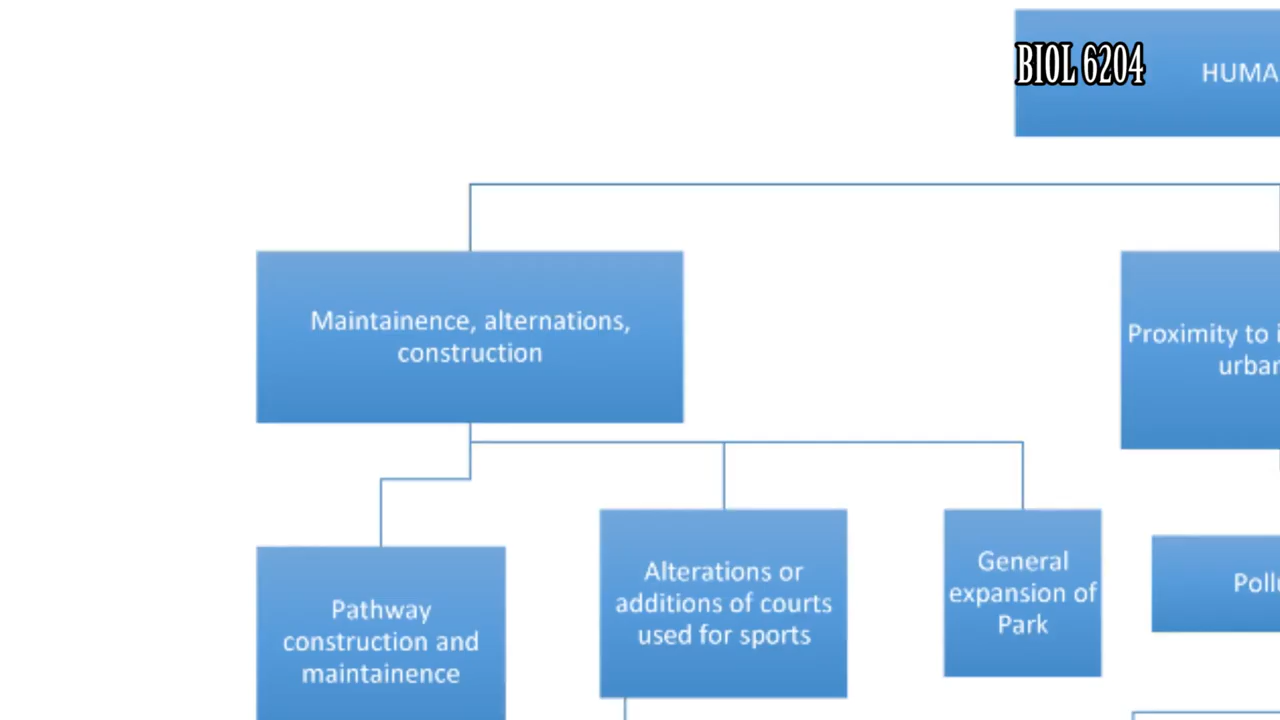 BIOL 6204
HUMA
Maintainence, alternations,
construction
Proximity to i
urban
General
expansion of
Park
Alterations or
additions of courts
used for sports
Pollu
Pathway
construction and
maintainence